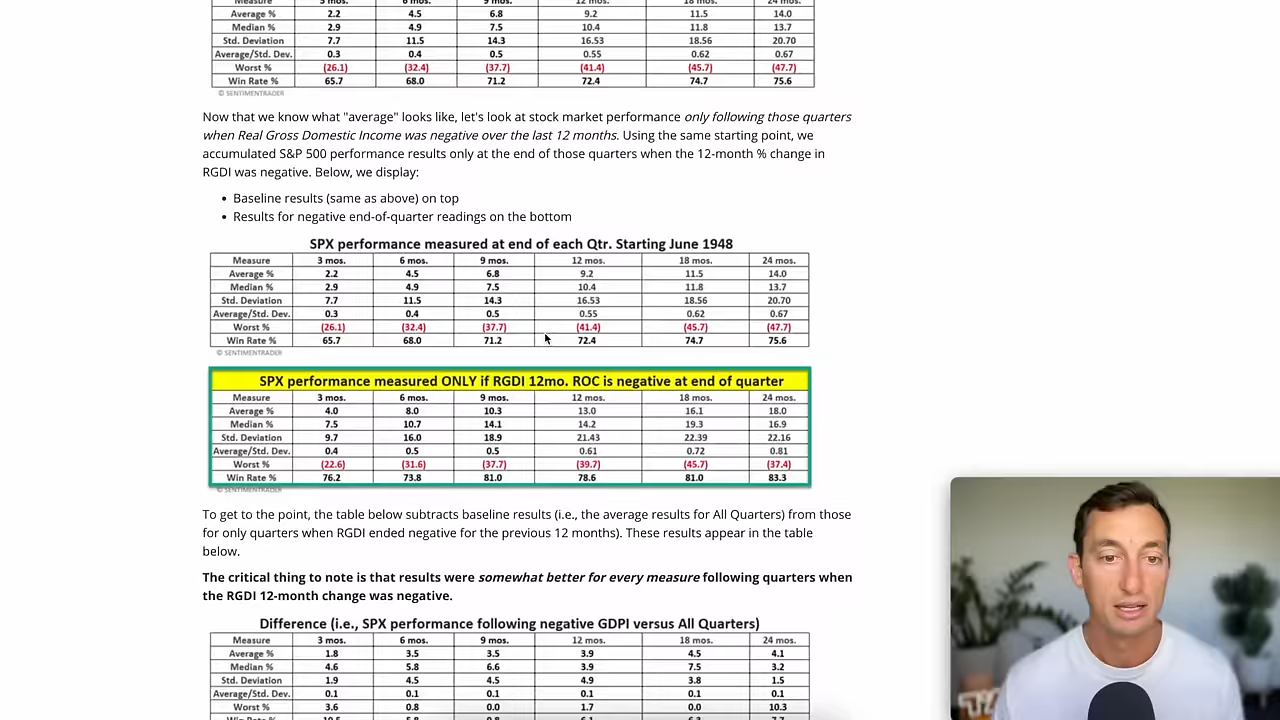 Measure 3 mos. 6 mos. 9 mos. 12 mos. 18 mos. 24 mos.
Average % 2.2 4.5 6.8 9.2 11.5 14.0
Median % 2.9 4.9 7.5 10.4 11.8 13.7
Std. Deviation 7.7 11.5 14.3 16.53 18.56 20.70
Average/Std. Dev. 0.3 0.4 0.5 0.55 0.62 0.67
Worst % (26.1) (32.4) (37.7) (41.4) (45.7) (47.7)
Win Rate % 65.7 68.0 71.2 72.4 74.7 75.6
© SENTIMENTRADER
Now that we know what "average" looks like, let's look at stock market performance only following those quarters
when Real Gross Domestic Income was negative over the last 12 months. Using the same starting point, we
accumulated S&P 500 performance results only at the end of those quarters when the 12-month % change in
RGDI was negative. Below, we display:
• Baseline results (same as above) on top
• Results for negative end-of-quarter readings on the bottom
SPX performance measured at end of each Qtr. Starting June 1948
Measure 3 mos. 6 mos. 9 mos. 12 mos. 18 mos. 24 mos.
Average % 2.2 4.5 6.8 9.2 11.5 14.0
Median % 2.9 4.9 7.5 10.4 11.8 13.7
Std. Deviation 7.7 11.5 14.3 16.53 18.56 20.70
Average/Std. Dev. 0.3 0.4 0.5 0.55 0.62 0.67
Worst % (26.1) (32.4) (37.7) (41.4) (45.7) (47.7)
Win Rate % 65.7 68.0 71.2 72.4 74.7 75.6
© SENTIMENTRADER
SPX performance measured ONLY if RGDI 12mo. ROC is negative at end of quarter
Measure 3 mos. 6 mos. 9 mos. 12 mos. 18 mos. 24 mos.
Average % 4.0 8.0 10.3 13.0 16.1 18.0
Median % 7.5 10.7 14.1 14.2 19.3 16.9
Std. Deviation 9.7 16.0 18.9 21.43 22.39 22.16
Average/Std. Dev. 0.4 0.5 0.5 0.61 0.72 0.81
Worst % (22.6) (31.6) (37.7) (39.7) (45.7) (37.4)
Win Rate % 76.2 73.8 81.0 78.6 81.0 83.3
© SENTIMENTRADER
To get to the point, the table below subtracts baseline results (i.e., the average results for All Quarters) from those
for only quarters when RGDI ended negative for the previous 12 months). These results appear in the table
below.
The critical thing to note is that results were somewhat better for every measure following quarters when
the RGDI 12-month change was negative.
Difference (i.e., SPX performance following negative GDPI versus All Quarters)
Measure 3 mos. 6 mos. 9 mos. 12 mos. 18 mos. 24 mos.
Average % 1.8 3.5 3.5 3.9 4.5 4.1
Median % 4.6 5.8 6.6 3.9 7.5 3.2
Std. Deviation 1.9 4.5 4.5 4.9 3.8 1.5
Average/Std. Dev. 0.1 0.1 0.1 0.1 0.1 0.1
Worst % 3.6 0.8 0.0 1.7 0.0 10.3